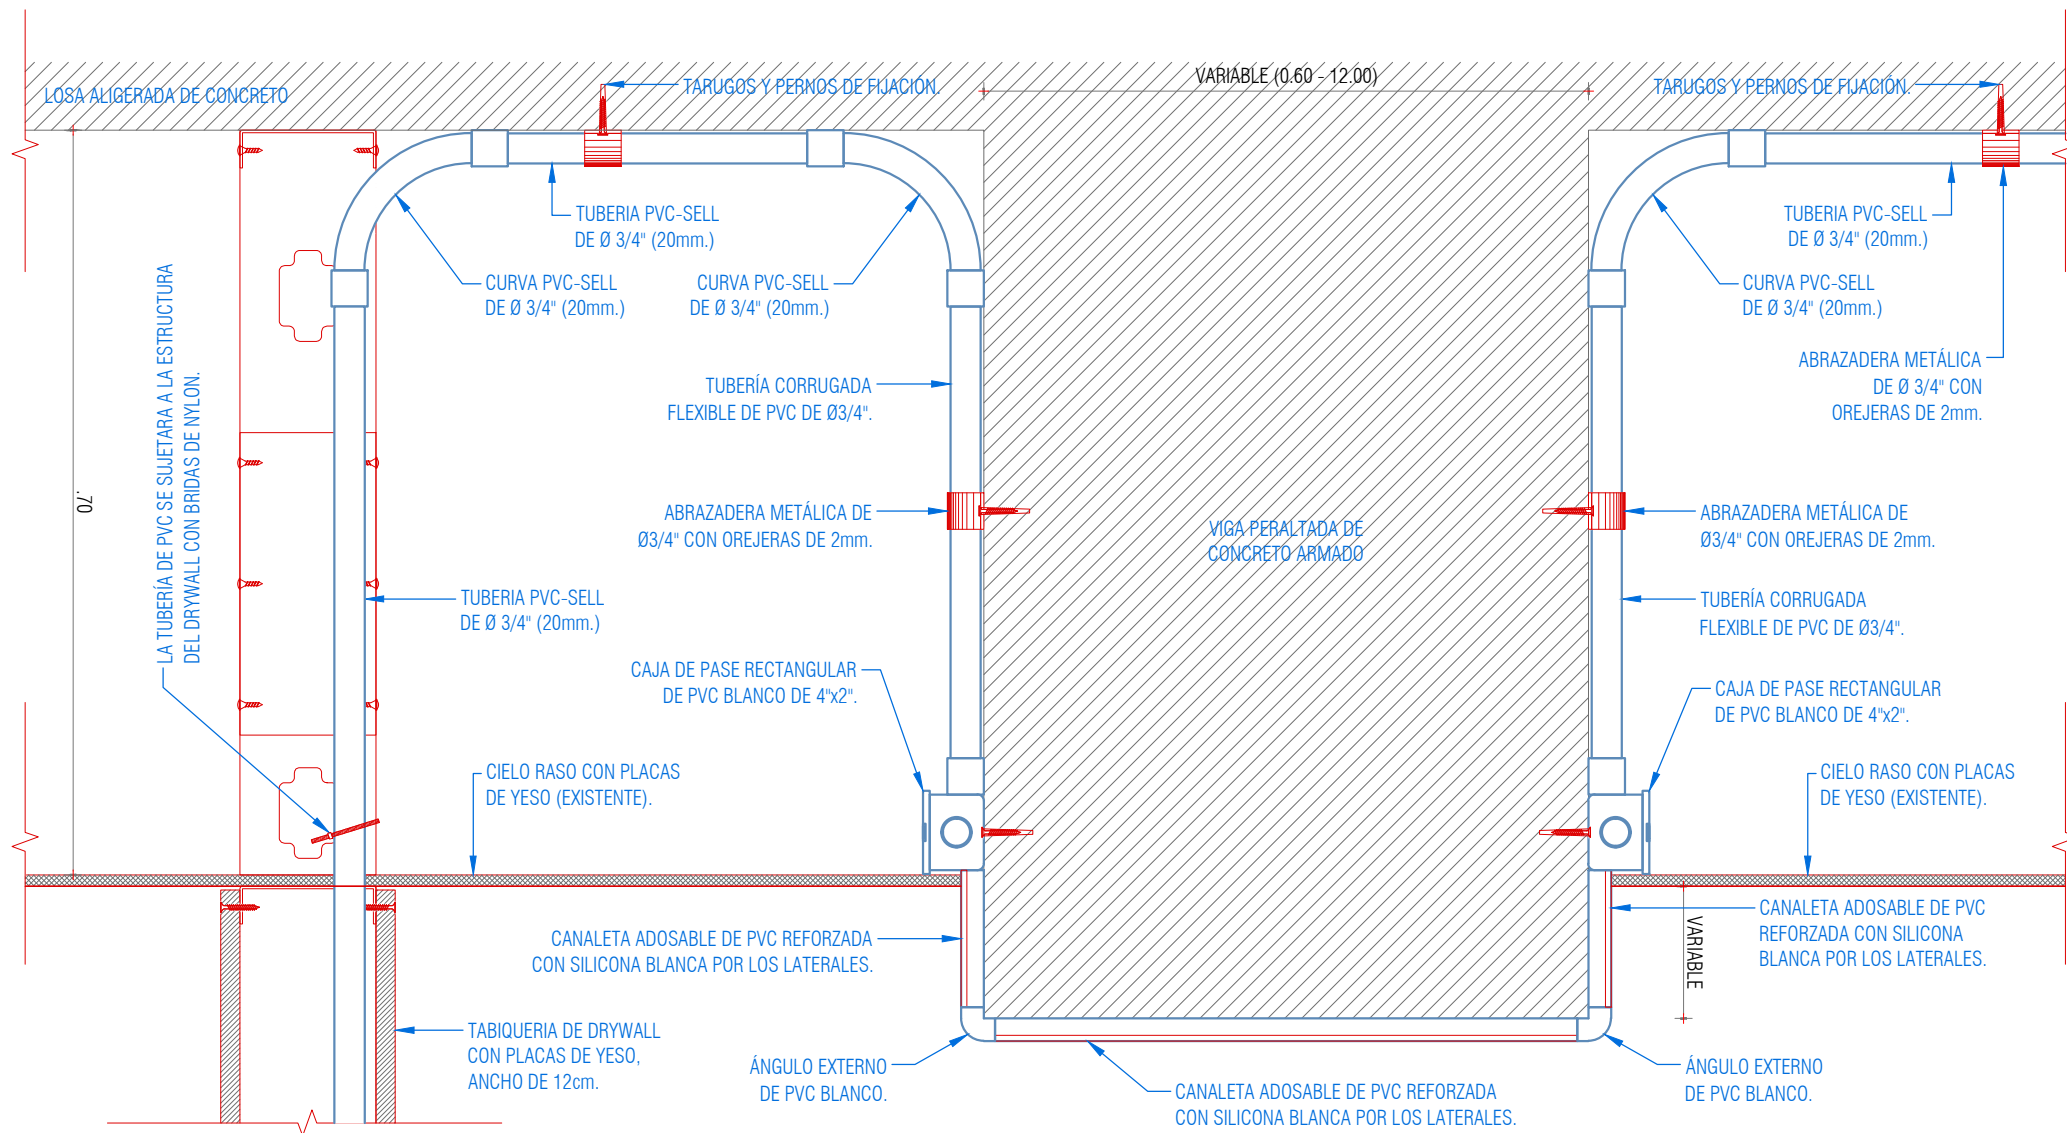 LOSA ALIGERADA DE CONCRETO
TARUGOS Y PERNOS DE FIJACIÓN.
VARIABLE (0.60 - 12.00)
TARUGOS Y PERNOS DE FIJACIÓN.
TUBERIA PVC-SELL
DE Ø 3/4" (20mm.)
CURVA PVC-SELL
DE Ø 3/4" (20mm.)
CURVA PVC-SELL
DE Ø 3/4" (20mm.)
TUBERIA PVC-SELL
DE Ø 3/4" (20mm.)
CURVA PVC-SELL
DE Ø 3/4" (20mm.)
LA TUBERÍA DE PVC SE SUJETARA A LA ESTRUCTURA
DEL DRYWALL CON BRIDAS DE NYLON.
.70
TUBERÍA CORRUGADA
FLEXIBLE DE PVC DE Ø3/4".
ABRAZADERA METÁLICA
DE Ø 3/4" CON
OREJERAS DE 2mm.
ABRAZADERA METÁLICA DE
Ø3/4" CON OREJERAS DE 2mm.
VIGA PERALTADA DE
CONCRETO ARMADO
ABRAZADERA METÁLICA DE
Ø3/4" CON OREJERAS DE 2mm.
TUBERIA PVC-SELL
DE Ø 3/4" (20mm.)
TUBERÍA CORRUGADA
FLEXIBLE DE PVC DE Ø3/4".
CAJA DE PASE RECTANGULAR
DE PVC BLANCO DE 4"x2".
CAJA DE PASE RECTANGULAR
DE PVC BLANCO DE 4"x2".
CIELO RASO CON PLACAS
DE YESO (EXISTENTE).
CIELO RASO CON PLACAS
DE YESO (EXISTENTE).
CANALETA ADOSABLE DE PVC REFORZADA
CON SILICONA BLANCA POR LOS LATERALES.
VARIABLE
CANALETA ADOSABLE DE PVC
REFORZADA CON SILICONA
BLANCA POR LOS LATERALES.
TABIQUERIA DE DRYWALL
CON PLACAS DE YESO,
ANCHO DE 12cm.
ÁNGULO EXTERNO
DE PVC BLANCO.
CANALETA ADOSABLE DE PVC REFORZADA
CON SILICONA BLANCA POR LOS LATERALES.
ÁNGULO EXTERNO
DE PVC BLANCO.